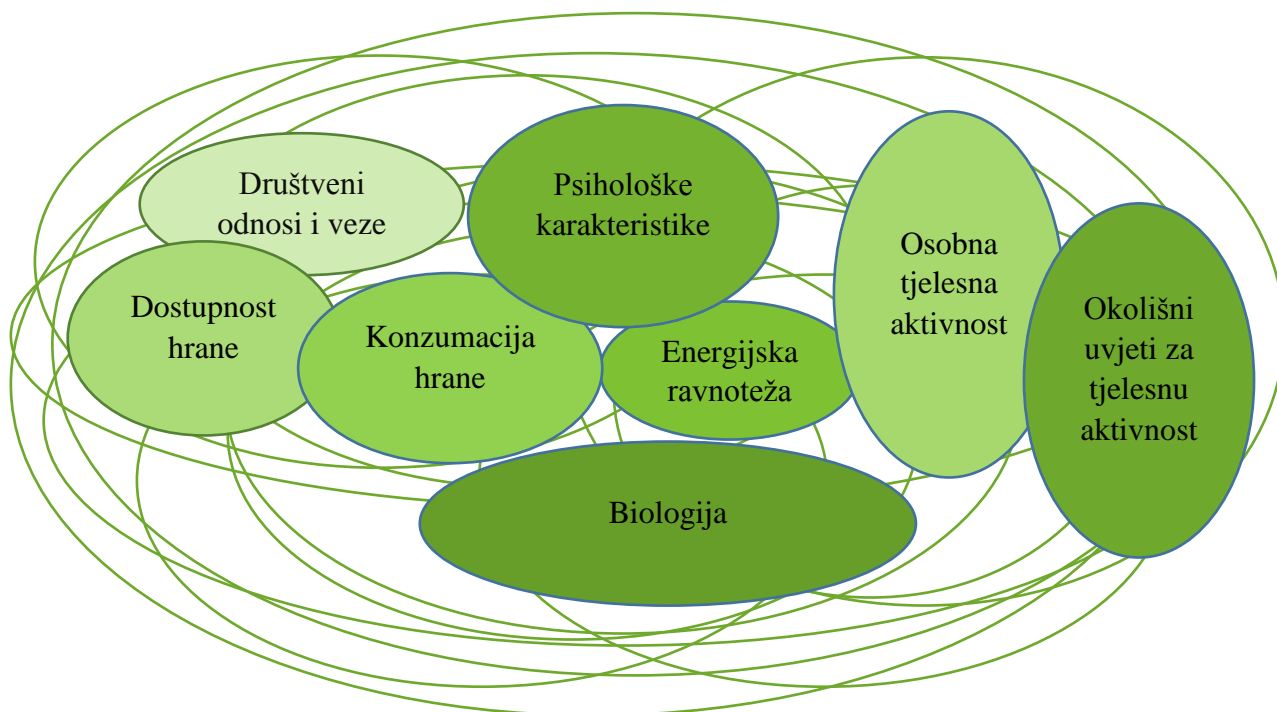 Društveni
odnosi i veze
Psihološke
karakteristike
Osobna
tjelesna
aktivnost
Okolišni
uvjeti za
tjelesnu
aktivnost
Dostupnost
hrane
Konzumacija
hrane
Energijska
ravnoteža
Biologija